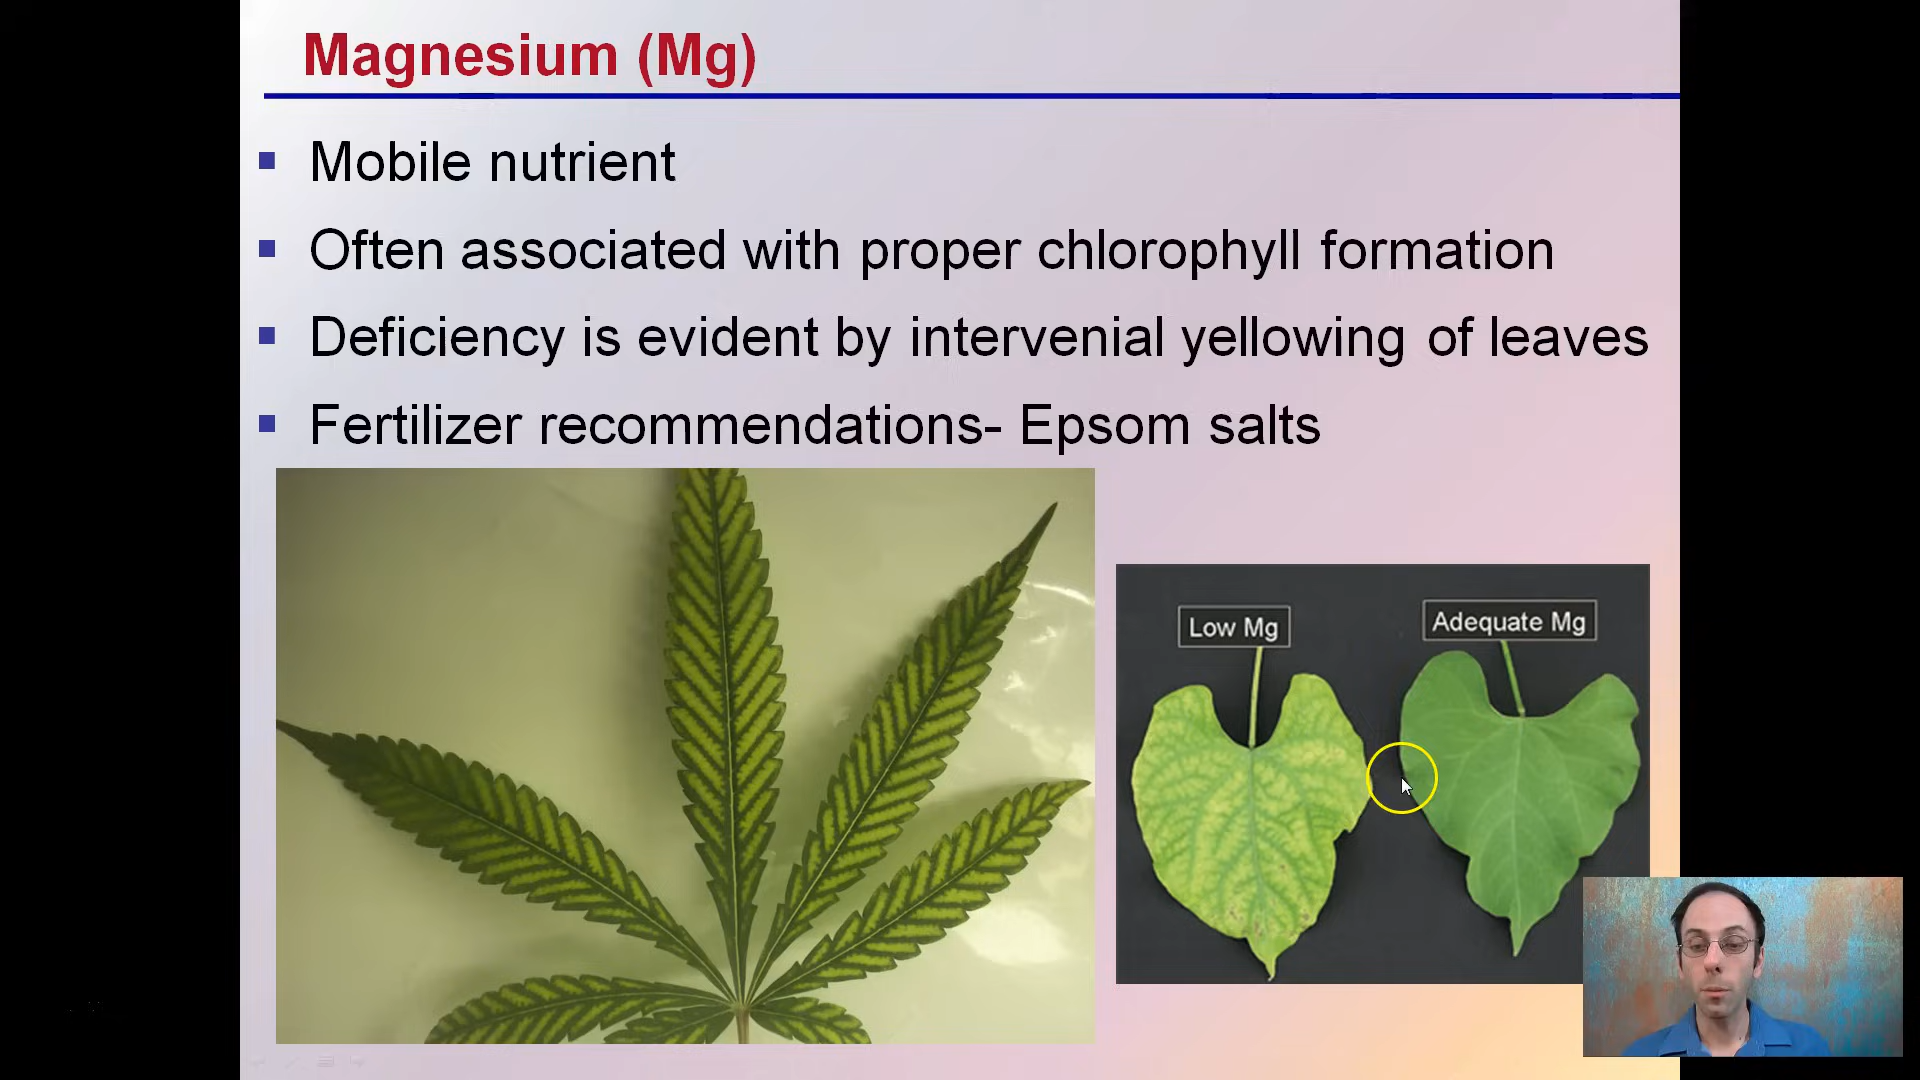 Magnesium (Mg)
Mobile nutrient
Often associated with proper chlorophyll formation
Deficiency is evident by intervenial yellowing of leaves
Fertilizer recommendations- Epsom salts
Low Mg
Adequate Mg